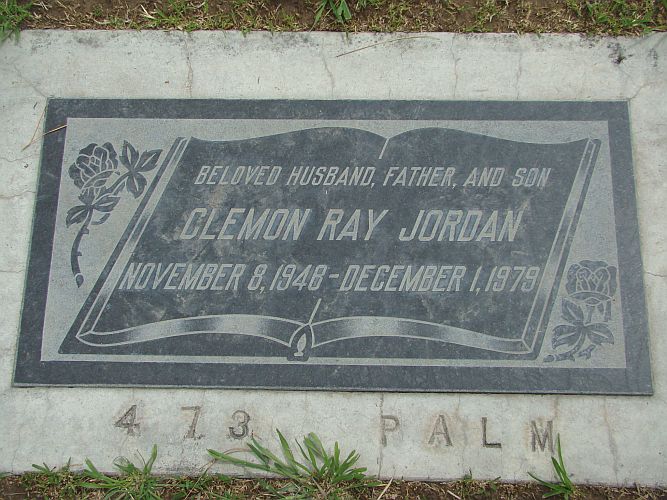 BELOVED HUSBAND, FATHER, AND SON
CLEMON RAY JORDAN
NOVEMBER 8, 1948 - DECEMBER 1, 1979
473 PALM